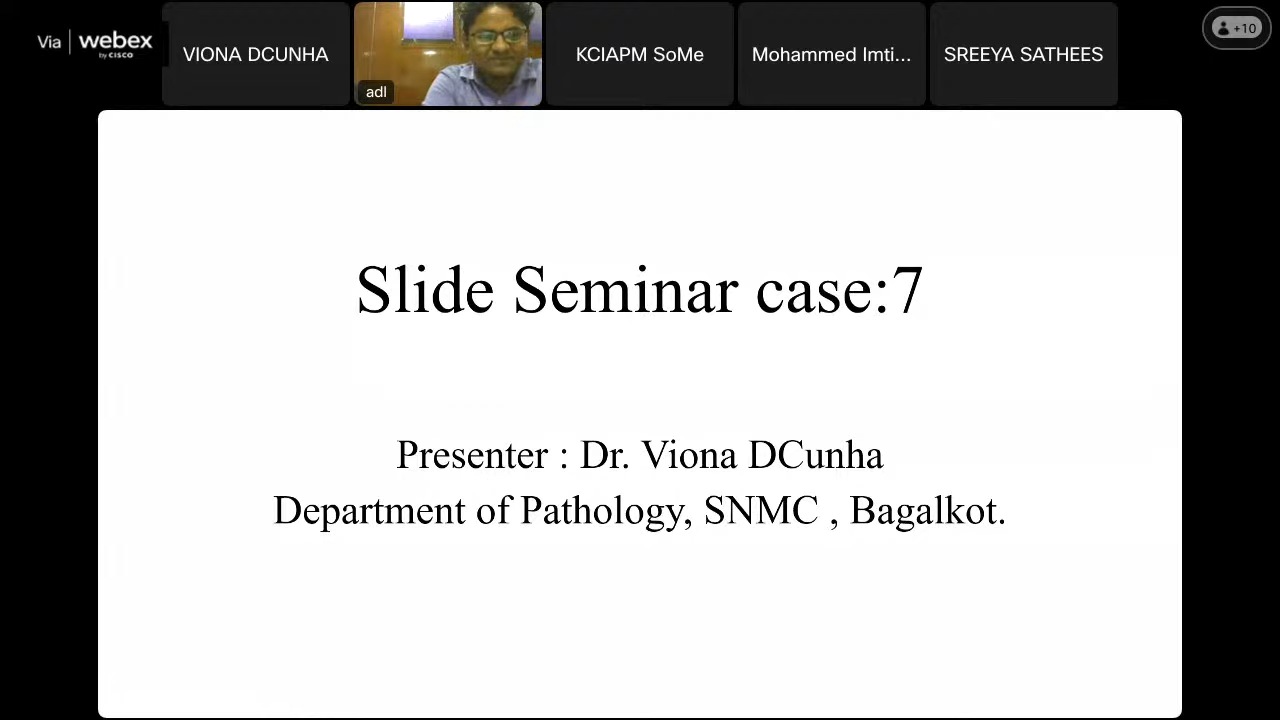 Via webex
by CISCO
VIONA DCUNHA
adl
KCIAPM SoMe
Mohammed Imti...
SREEYA SATHEES
+10
Slide Seminar case:7
Presenter : Dr. Viona DCunha
Department of Pathology, SNMC , Bagalkot.